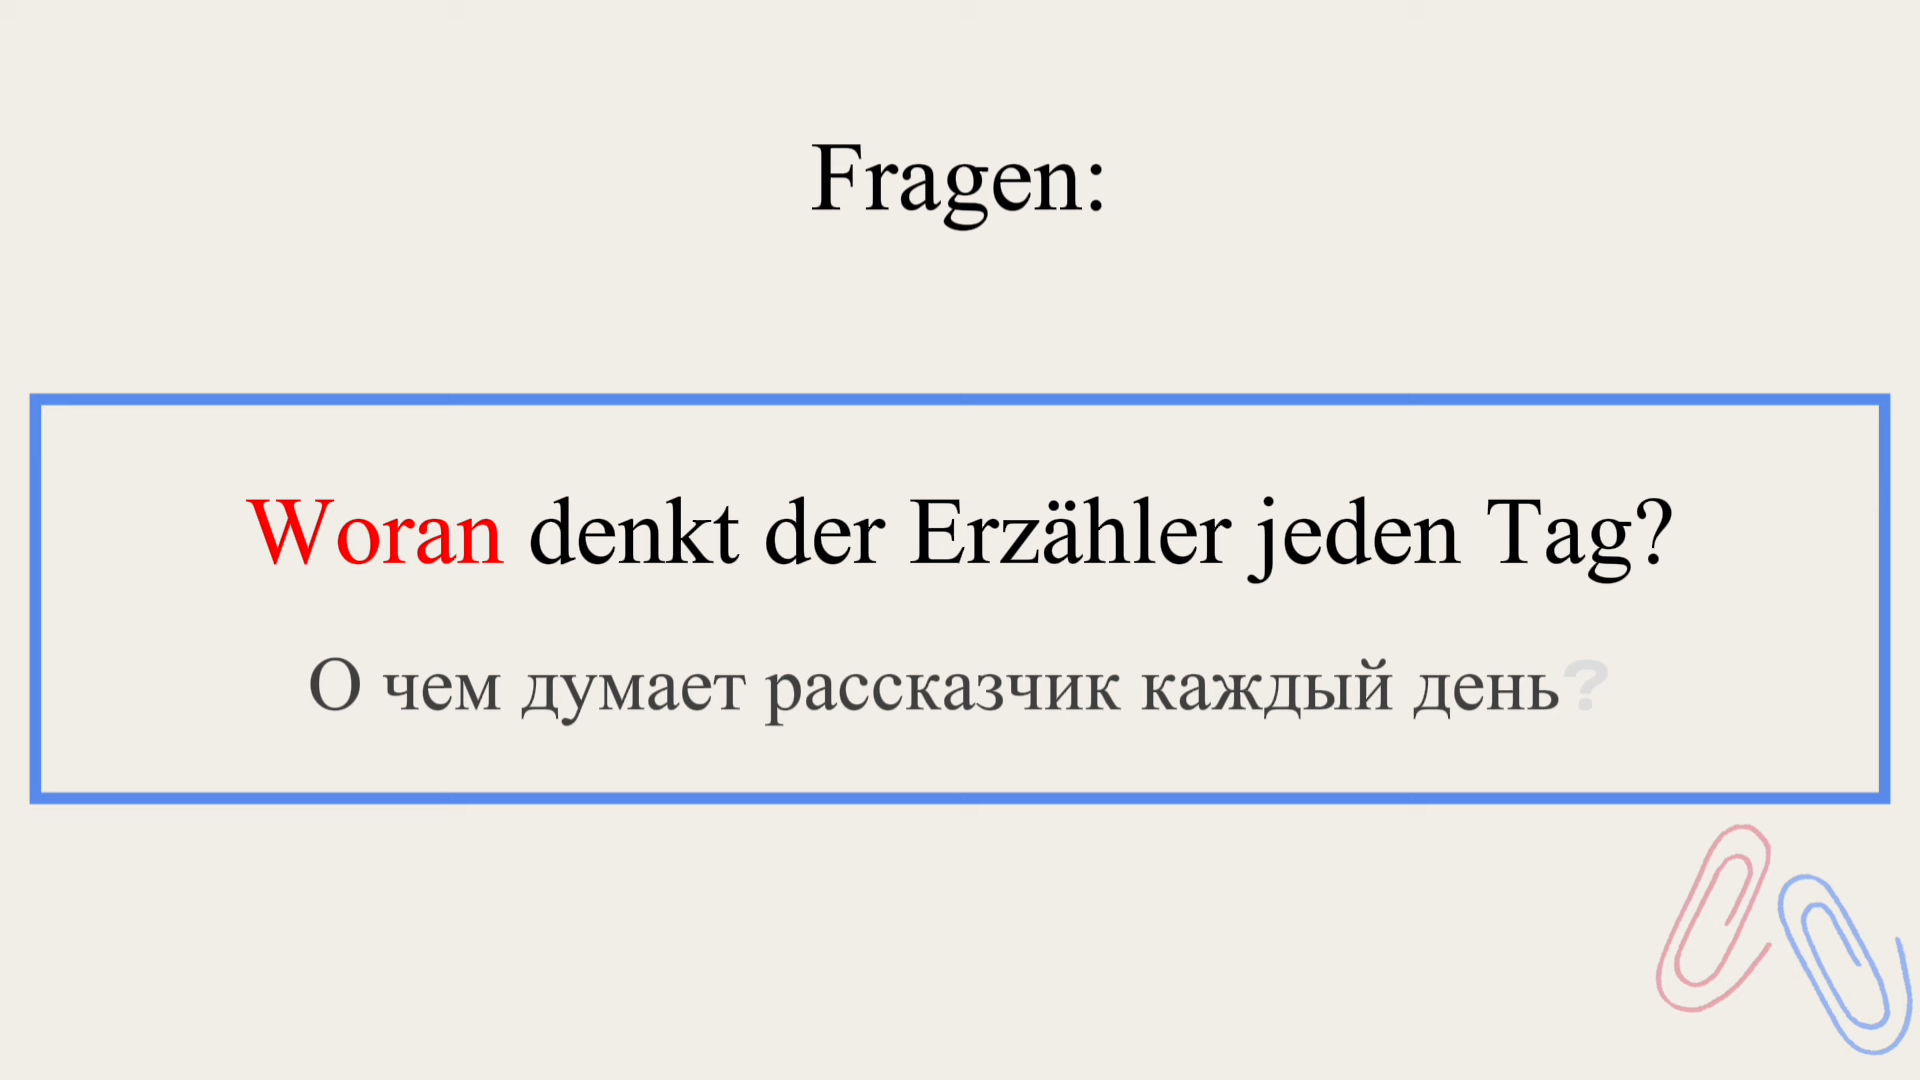 Fragen:
Woran denkt der Erzähler jeden Tag?
О чем думает рассказчик каждый день?